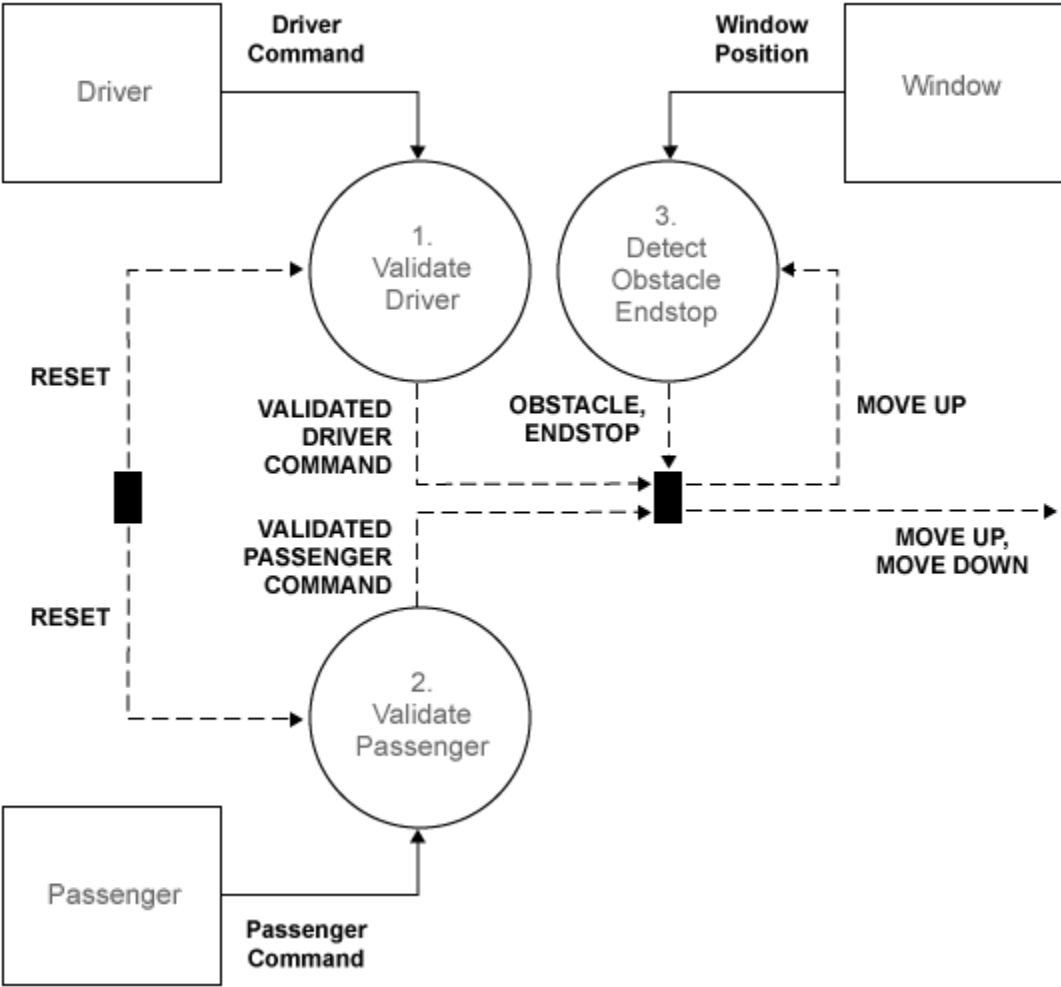 Driver
Command
Window
Position
Driver
Window
1.
Validate
Driver
3.
Detect
Obstacle
Endstop
RESET
VALIDATED
DRIVER
COMMAND
OBSTACLE,
ENDSTOP
MOVE UP
VALIDATED
PASSENGER
COMMAND
MOVE UP,
MOVE DOWN
RESET
2.
Validate
Passenger
Passenger
Passenger
Command